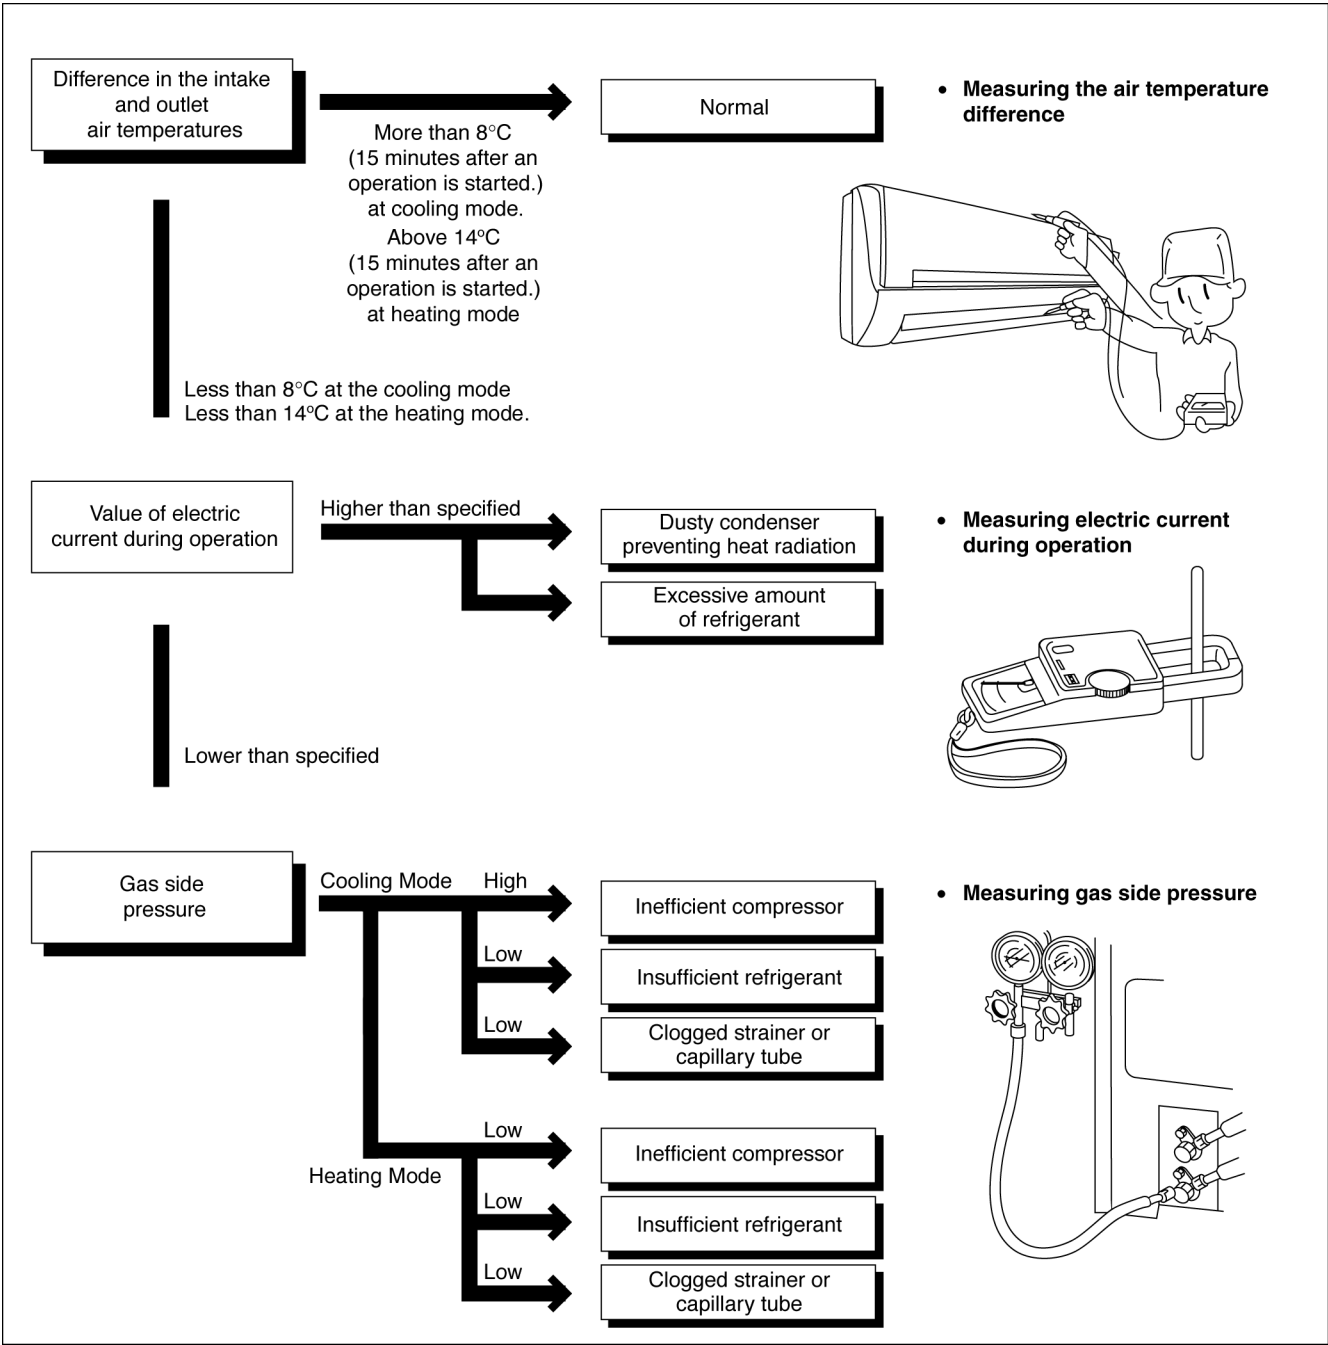 Difference in the intake
and outlet
air temperatures
More than 8°C
(15 minutes after an
operation is started.)
at cooling mode.
Above 14ºC
(15 minutes after an
operation is started.)
at heating mode
Normal
• Measuring the air temperature
difference
Less than 8°C at the cooling mode
Less than 14ºC at the heating mode.
Value of electric
current during operation
Higher than specified
Dusty condenser
preventing heat radiation
Excessive amount
of refrigerant
• Measuring electric current
during operation
Lower than specified
Gas side
pressure
Cooling Mode
High
Inefficient compressor
Low
Insufficient refrigerant
Low
Clogged strainer or
capillary tube
Heating Mode
Low
Inefficient compressor
Low
Insufficient refrigerant
Low
Clogged strainer or
capillary tube
• Measuring gas side pressure